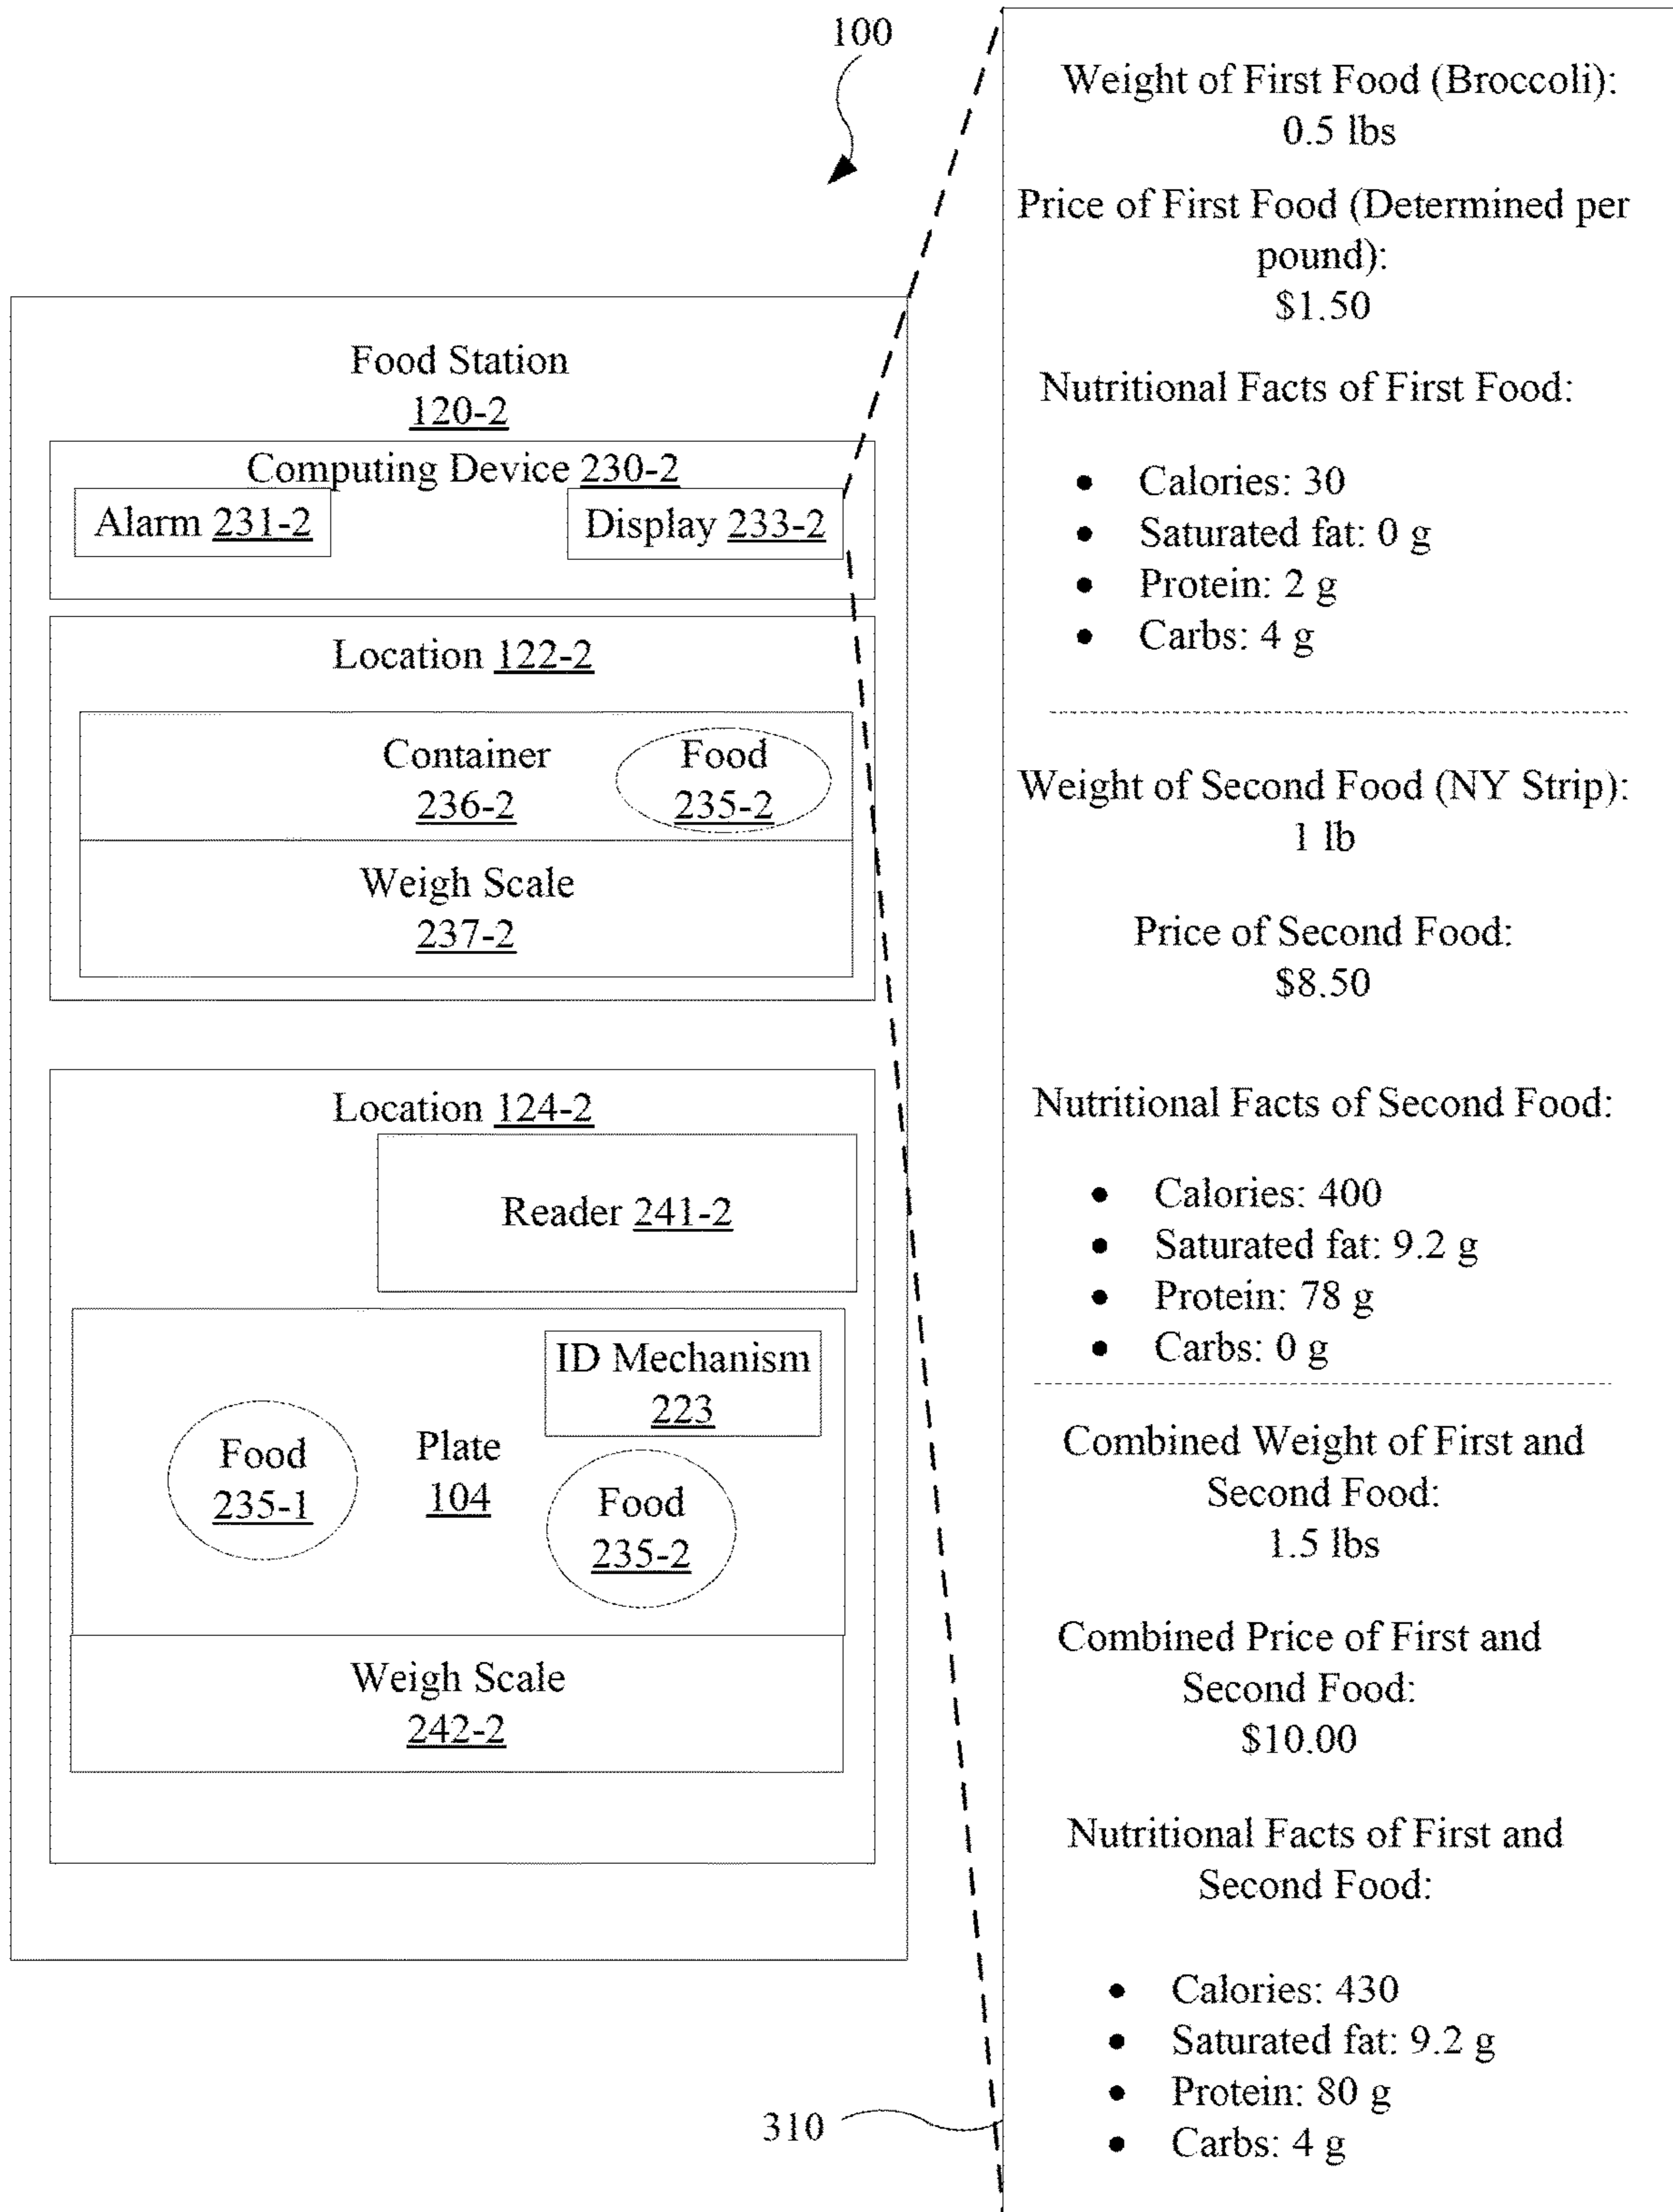 100
Food Station
120-2
Computing Device 230-2
Alarm 231-2
Display 233-2
Location 122-2
Container
236-2
Food
235-2
Weigh Scale
237-2
Location 124-2
Reader 241-2
ID Mechanism
223
Food
235-1
Plate
104
Food
235-2
Weigh Scale
242-2
310
Weight of First Food (Broccoli):
0.5 lbs
Price of First Food (Determined per
pound):
$1.50
Nutritional Facts of First Food:
• Calories: 30
• Saturated fat: 0 g
• Protein: 2 g
• Carbs: 4 g
Weight of Second Food (NY Strip):
1 lb
Price of Second Food:
$8.50
Nutritional Facts of Second Food:
• Calories: 400
• Saturated fat: 9.2 g
• Protein: 78 g
• Carbs: 0 g
Combined Weight of First and
Second Food:
1.5 lbs
Combined Price of First and
Second Food:
$10.00
Nutritional Facts of First and
Second Food:
• Calories: 430
• Saturated fat: 9.2 g
• Protein: 80 g
• Carbs: 4 g